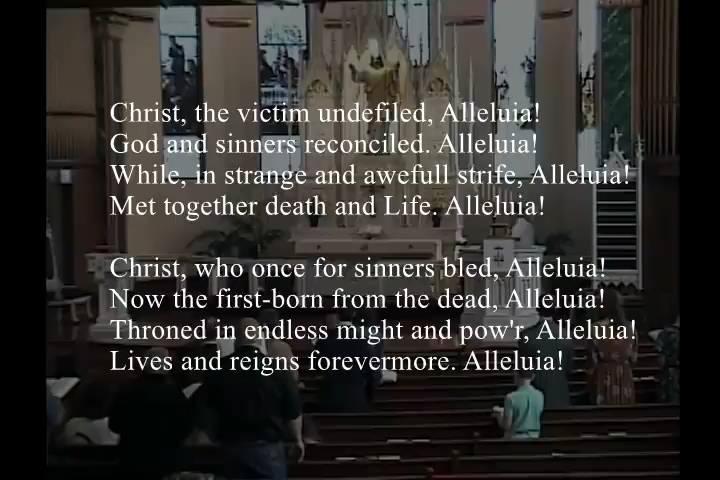 Christ, the victim undefiled, Alleluia!
God and sinners reconciled. Alleluia!
While, in strange and awefull strife, Alleluia!
Met together death and Life. Alleluia!
Christ, who once for sinners bled, Alleluia!
Now the first-born from the dead, Alleluia!
Throned in endless might and pow'r, Alleluia!
Lives and reigns forevermore. Alleluia!